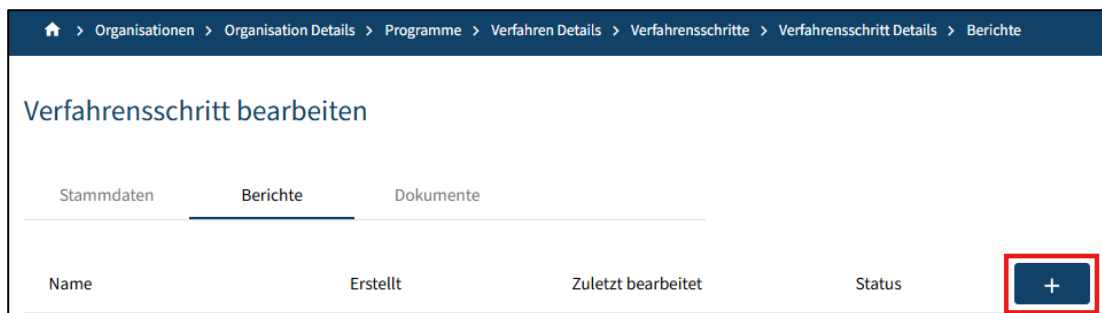 > Organisationen > Organisation Details > Programme > Verfahren Details > Verfahrensschritte > Verfahrensschritt Details > Berichte
Verfahrensschritt bearbeiten
Stammdaten Berichte Dokumente
Name Erstellt Zuletzt bearbeitet Status +